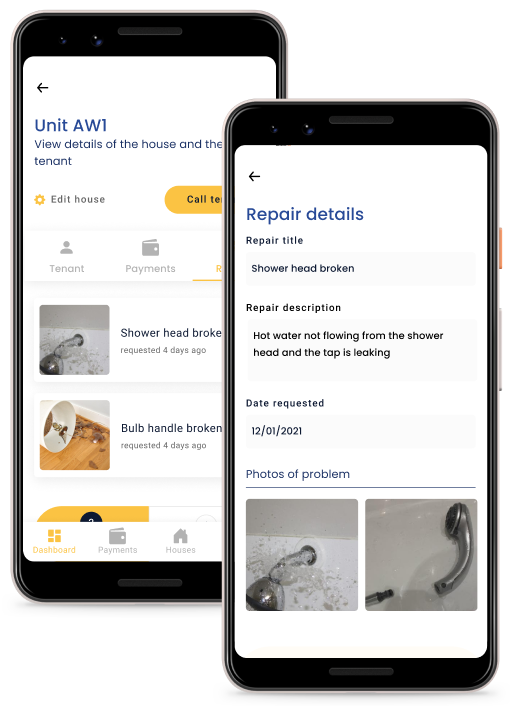 Unit AW1
View details of the house and the
tenant
Edit house
Call
Tenant
Payments
Shower head
requested 4 days ago
Bulb handle broken
requested 4 days ago
Dashboard
Payments
Houses
Repair details
Repair title
Shower head broken
Repair description
Hot water not flowing from the shower
head and the tap is leaking
Date requested
12/01/2021
Photos of problem